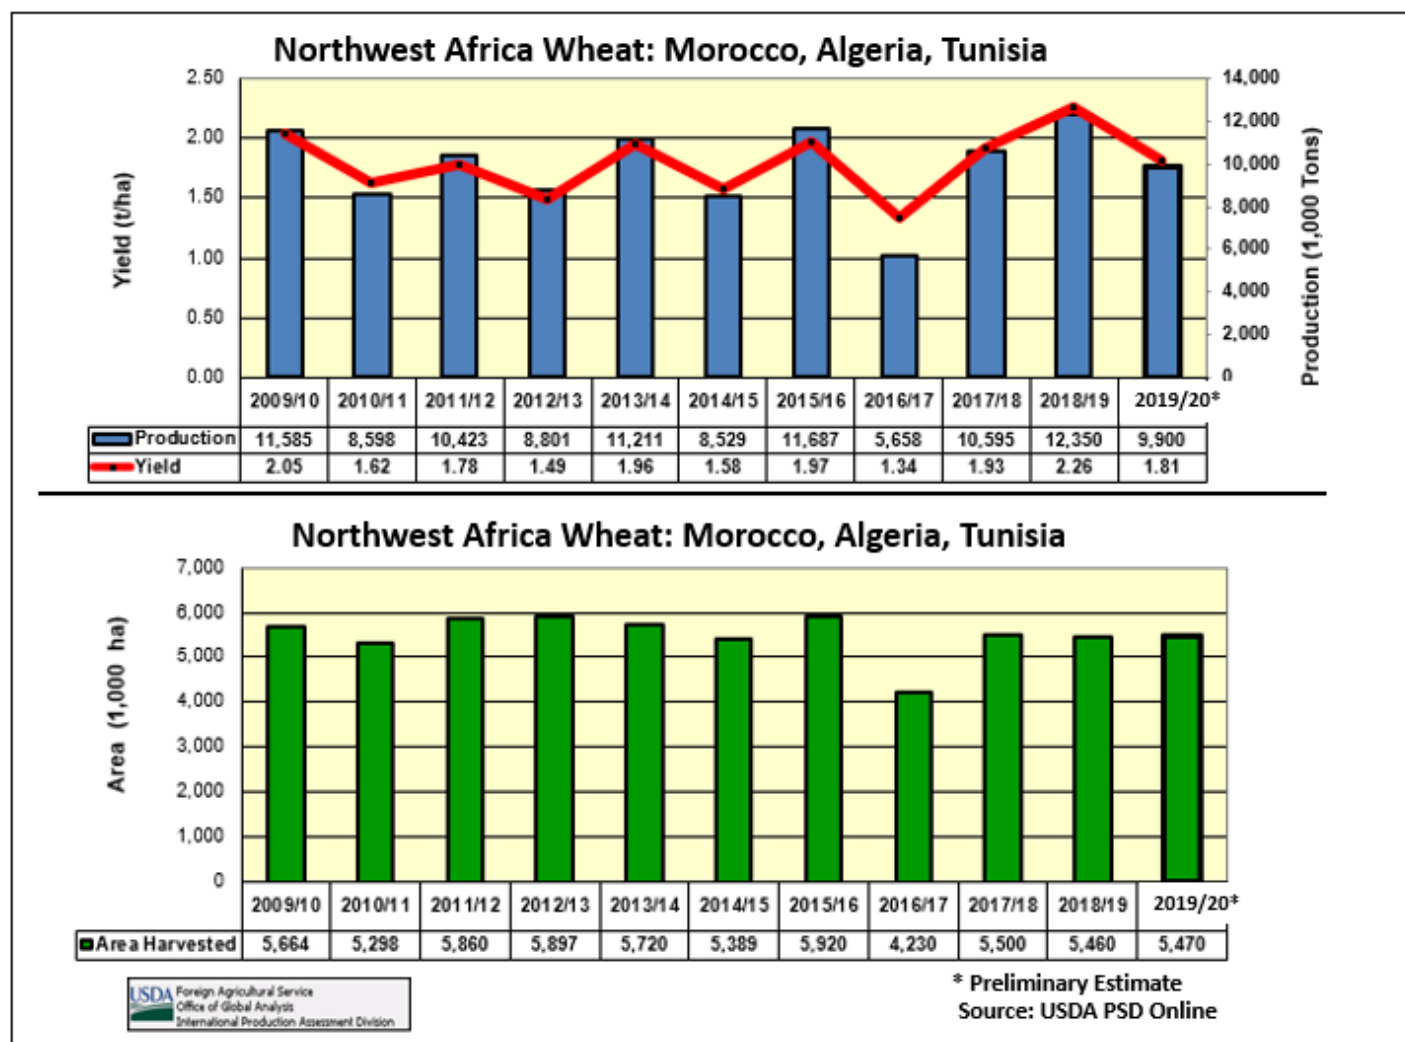 Northwest Africa Wheat: Morocco, Algeria, Tunisia
2.50
2.00
1.50
1.00
0.50
0.00
Yield (t/ha)
14,000
12,000
10,000
8,000
6,000
4,000
2,000
0
Production (1,000 Tons)
2009/10 2010/11 2011/12 2012/13 2013/14 2014/15 2015/16 2016/17 2017/18 2018/19 2019/20*
Production 11,585 8,598 10,423 8,801 11,211 8,529 11,687 5,658 10,595 12,350 9,900
Yield 2.05 1.62 1.78 1.49 1.96 1.58 1.97 1.34 1.93 2.26 1.81
Northwest Africa Wheat: Morocco, Algeria, Tunisia
7,000
6,000
5,000
4,000
3,000
2,000
1,000
0
Area (1,000 ha)
2009/10 2010/11 2011/12 2012/13 2013/14 2014/15 2015/16 2016/17 2017/18 2018/19 2019/20*
Area Harvested 5,664 5,298 5,860 5,897 5,720 5,389 5,920 4,230 5,500 5,460 5,470
USDA
Foreign Agricultural Service
Office of Global Analysis
International Production Assessment Division
* Preliminary Estimate
Source: USDA PSD Online